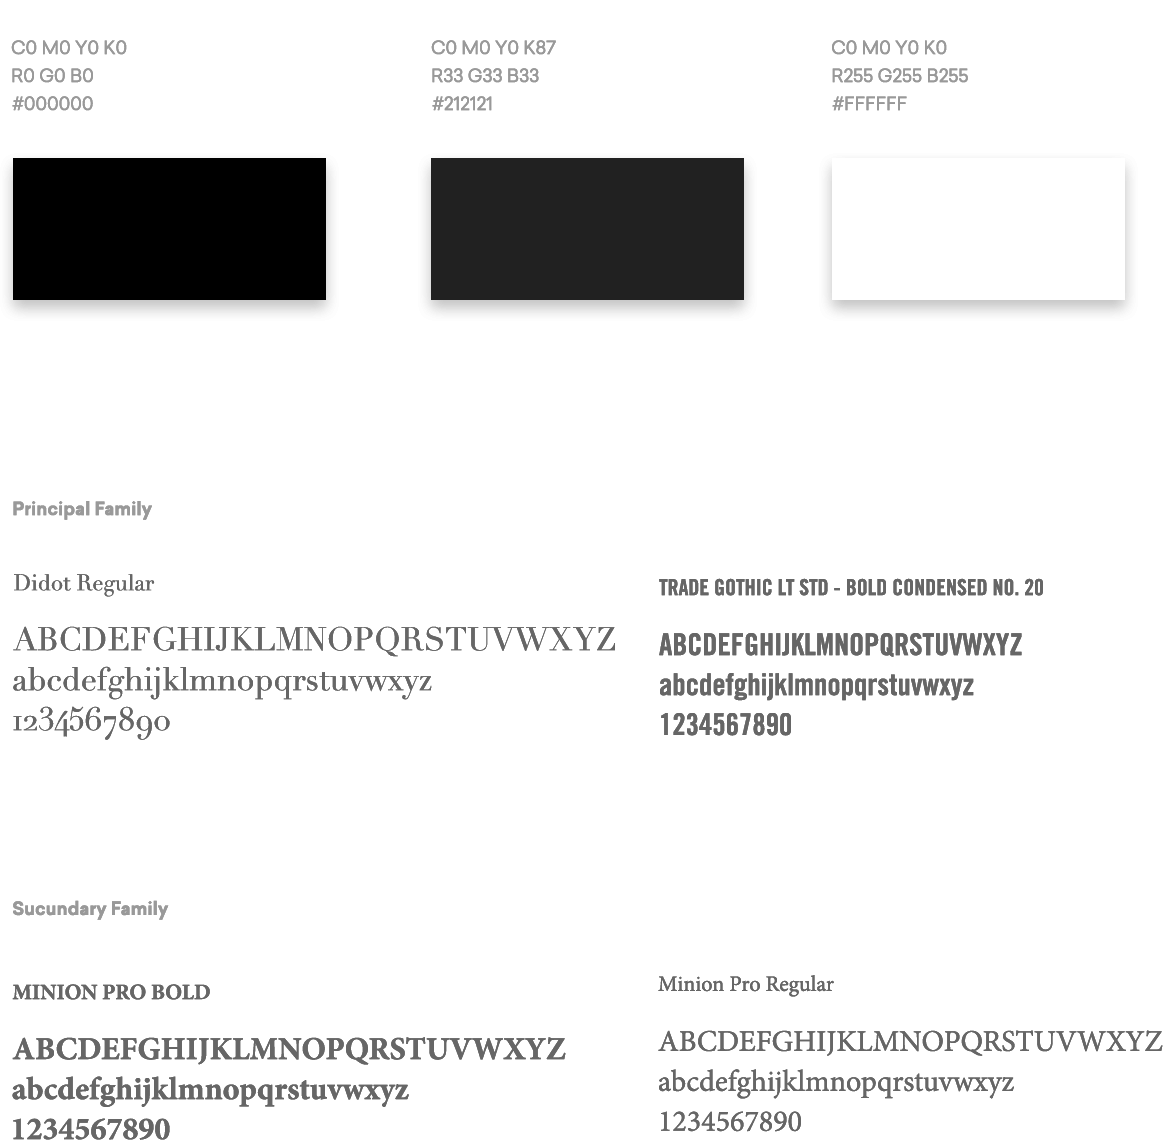 C0 M0 Y0 K0
R0 G0 B0
#000000
C0 M0 Y0 K87
R33 G33 B33
#212121
C0 M0 Y0 K0
R255 G255 B255
#FFFFFF
Principal Family
Didot Regular
ABCDEFGHIJKLMNOPQRSTUVWXYZ
abcdefghijklmnopqrstuvwxyz
1234567890
TRADE GOTHIC LT STD - BOLD CONDENSED NO. 20
ABCDEFGHIJKLMNOPQRSTUVWXYZ
abcdefghijklmnopqrstuvwxyz
1234567890
Sucundary Family
MINION PRO BOLD
ABCDEFGHIJKLMNOPQRSTUVWXYZ
abcdefghijklmnopqrstuvwxyz
1234567890
Minion Pro Regular
ABCDEFGHIJKLMNOPQRSTUVWXYZ
abcdefghijklmnopqrstuvwxyz
1234567890